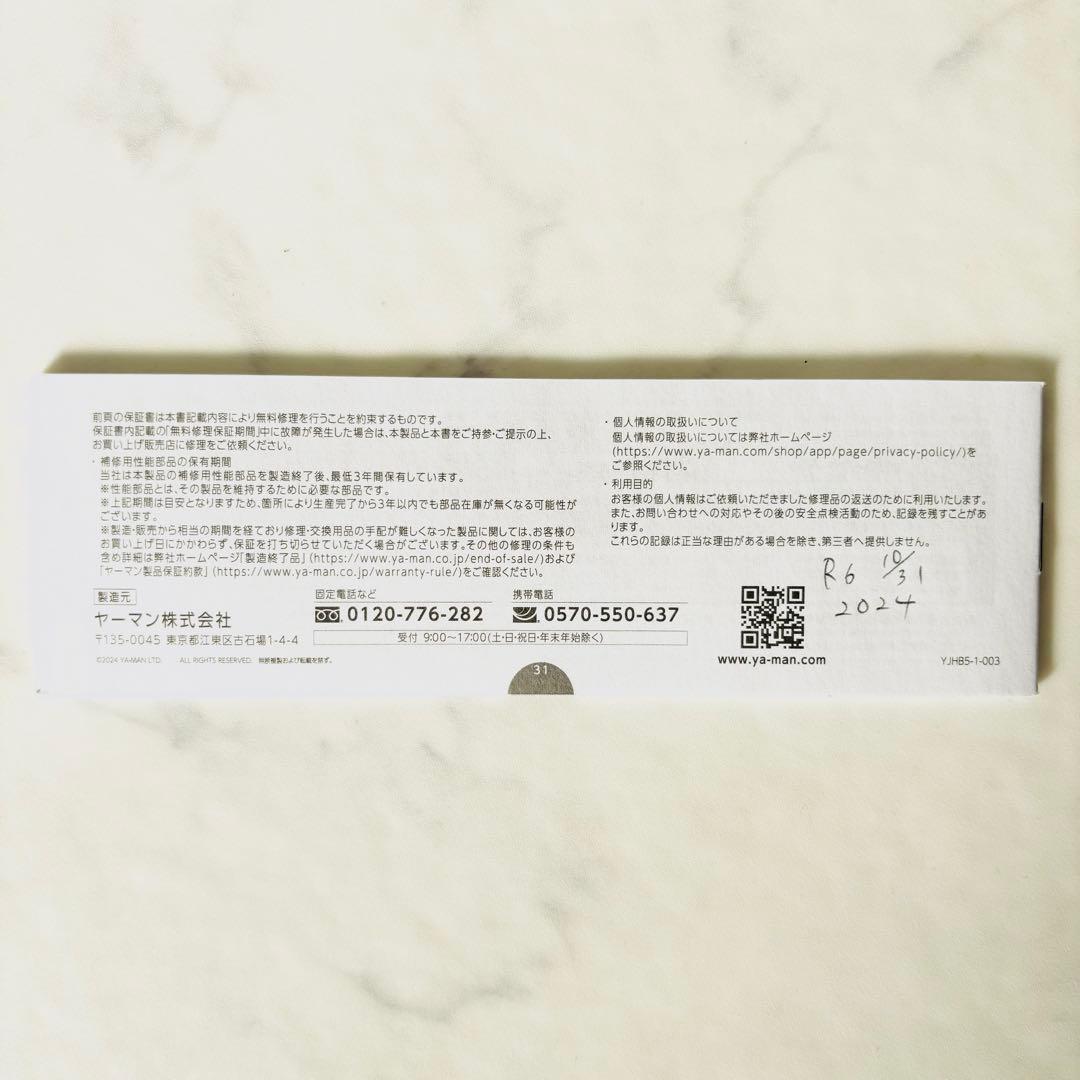 前頁の保証書は本書記載内容により無料修理を行うことを約束するものです。
保証書内記載の「無料修理保証期間」中に故障が発生した場合は、本製品と本書をご持参・ご提示の上、
お買い上げ販売店に修理をご依頼ください。
・補修用性能部品の保有期間
当社は本製品の補修用性能部品を製造終了後、最低3年間保有しています。
※性能部品とは、その製品を維持するために必要な部品です。
※上記期間は目安となりますため、箇所により生産完了から3年以内でも部品在庫が無くなる可能性が
ございます。
※製造・販売から相当の期間を経ており修理・交換用品の手配が難しくなった製品に関しては、お客様の
お買い上げ日にかかわらず、保証を打ち切らせていただく場合がございます。その他の修理の条件も
含め詳細は弊社ホームページ「製造終了品」(https://www.ya-man.co.jp/end-of-sale/)および
「ヤーマン製品保証約款」(https://www.ya-man.co.jp/warranty-rule/)をご確認ください。
製造元
ヤーマン株式会社
〒135-0045 東京都江東区古石場1-4-4
©2024 YA-MAN LTD. ALL RIGHTS RESERVED. 無断複製および転載を禁ず。
固定電話など
0120-776-282
携帯電話
0570-550-637
受付 9:00〜17:00(土・日・祝日・年末年始除く)
31
・個人情報の取扱いについて
個人情報の取扱いについては弊社ホームページ
(https://www.ya-man.com/shop/app/page/privacy-policy/)を
ご参照ください。
・利用目的
お客様の個人情報はご依頼いただきました修理品の返送のために利用いたします。
また、お問い合わせへの対応やその後の安全点検活動のため、記録を残すことがあ
ります。
これらの記録は正当な理由がある場合を除き、第三者へ提供しません。
R6 10/31
2024
www.ya-man.com
YJHB5-1-003